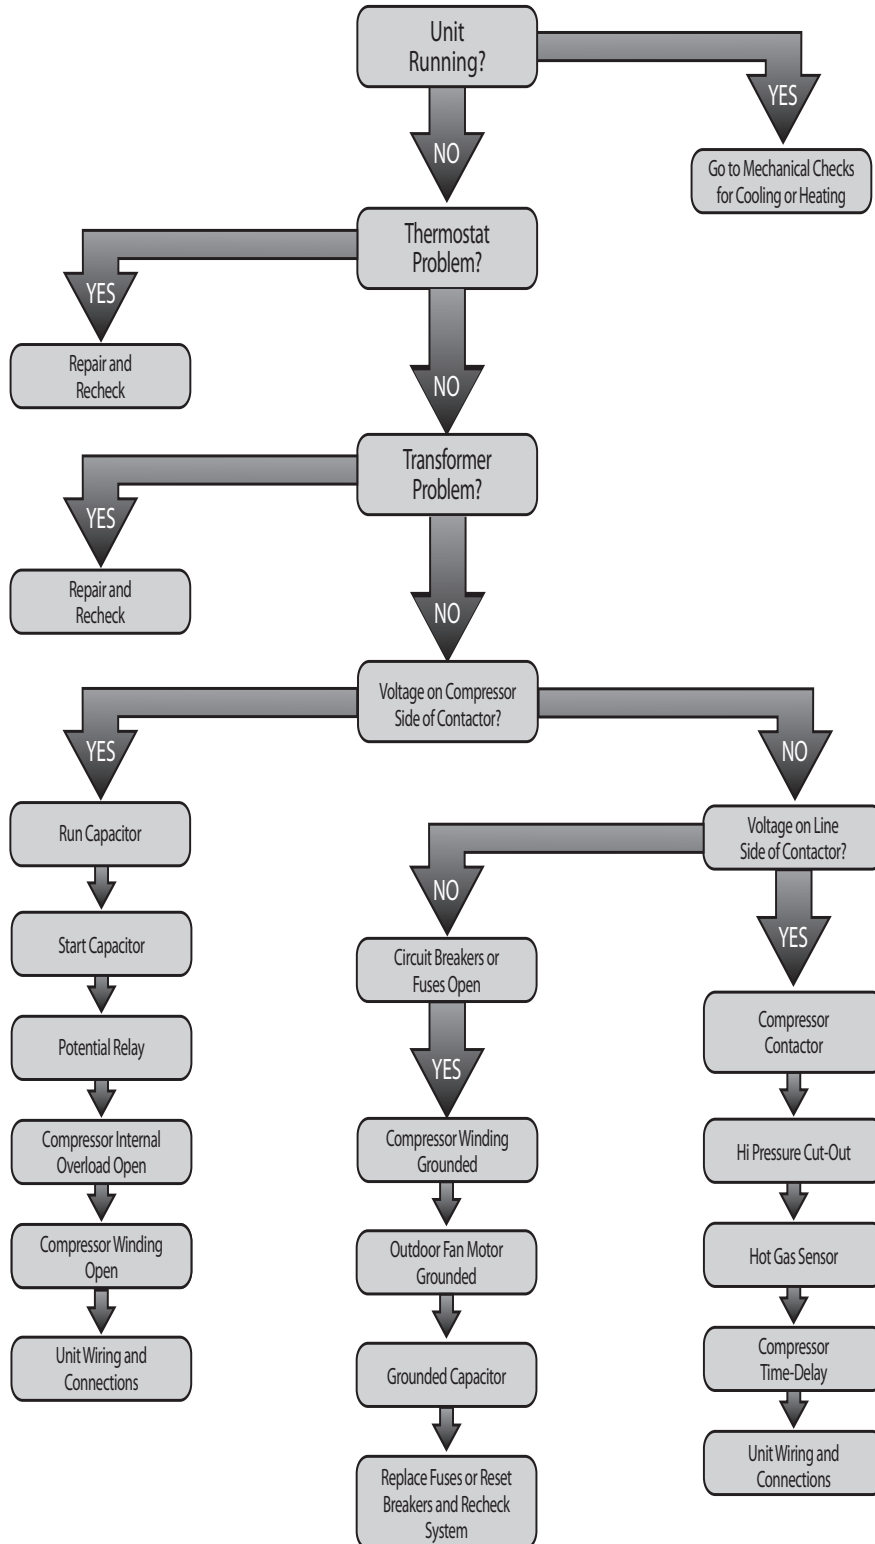 Unit
Running?
YES
NO
Go to Mechanical Checks
for Cooling or Heating
Thermostat
Problem?
YES
Repair and
Recheck
NO
Transformer
Problem?
YES
Repair and
Recheck
NO
Voltage on Compressor
Side of Contactor?
YES
NO
Run Capacitor
Start Capacitor
Potential Relay
Compressor Internal
Overload Open
Compressor Winding
Open
Unit Wiring and
Connections
Voltage on Line
Side of Contactor?
NO
Circuit Breakers or
Fuses Open
YES
Compressor Winding
Grounded
Outdoor Fan Motor
Grounded
Grounded Capacitor
Replace Fuses or Reset
Breakers and Recheck
System
YES
Compressor
Contactor
Hi Pressure Cut-Out
Hot Gas Sensor
Compressor
Time-Delay
Unit Wiring and
Connections